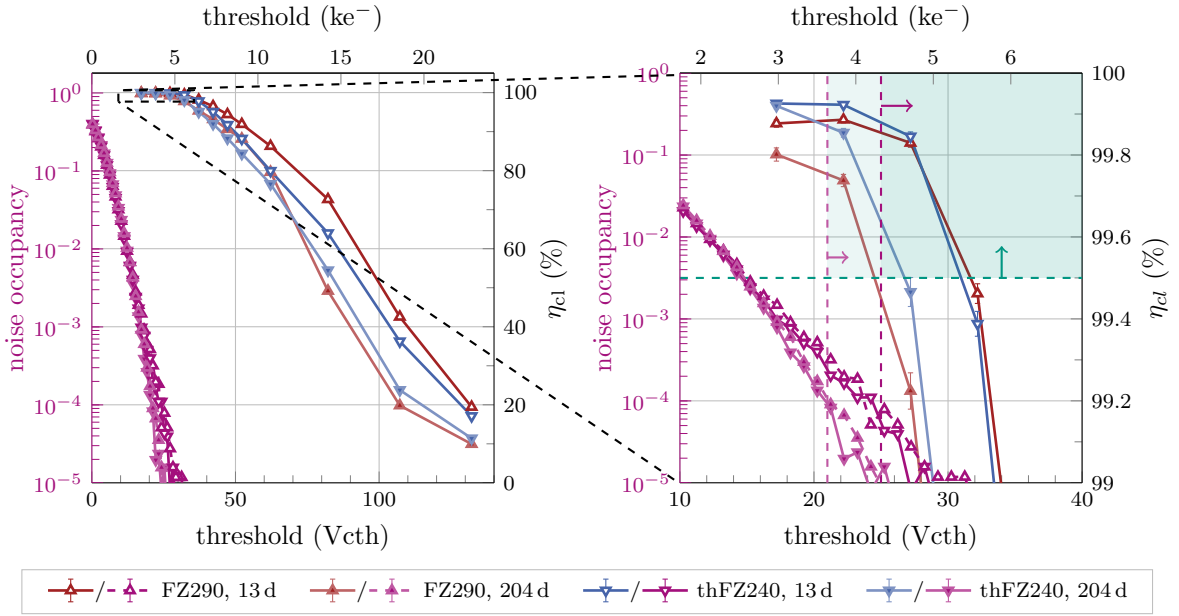 threshold (ke⁻)
0 5 10 15 20
10⁰
10⁻¹
10⁻²
10⁻³
10⁻⁴
10⁻⁵
noise occupancy
100
80
60
40
20
0
η_cl (%)
0 50 100
threshold (Vcth)
threshold (ke⁻)
2 3 4 5 6
10⁰
10⁻¹
10⁻²
10⁻³
10⁻⁴
10⁻⁵
noise occupancy
100
99.8
99.6
99.4
99.2
99
η_cl (%)
10 20 30 40
threshold (Vcth)
/ FZ290, 13 d / FZ290, 204 d / thFZ240, 13 d / thFZ240, 204 d